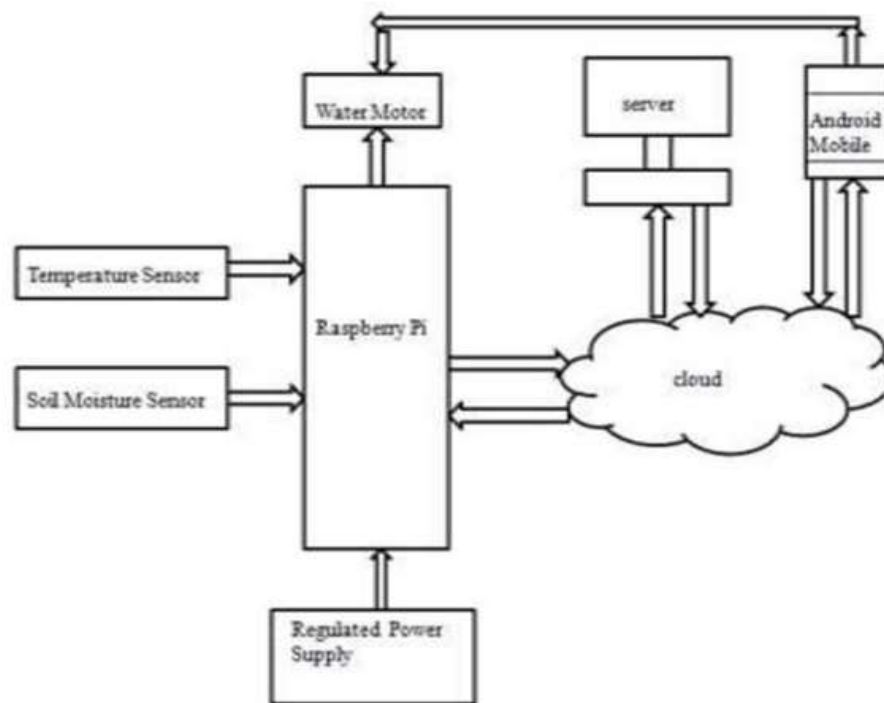 Water Motor
server
Android
Mobile
Temperature Sensor
Raspberry Pi
Soil Moisture Sensor
cloud
Regulated Power
Supply